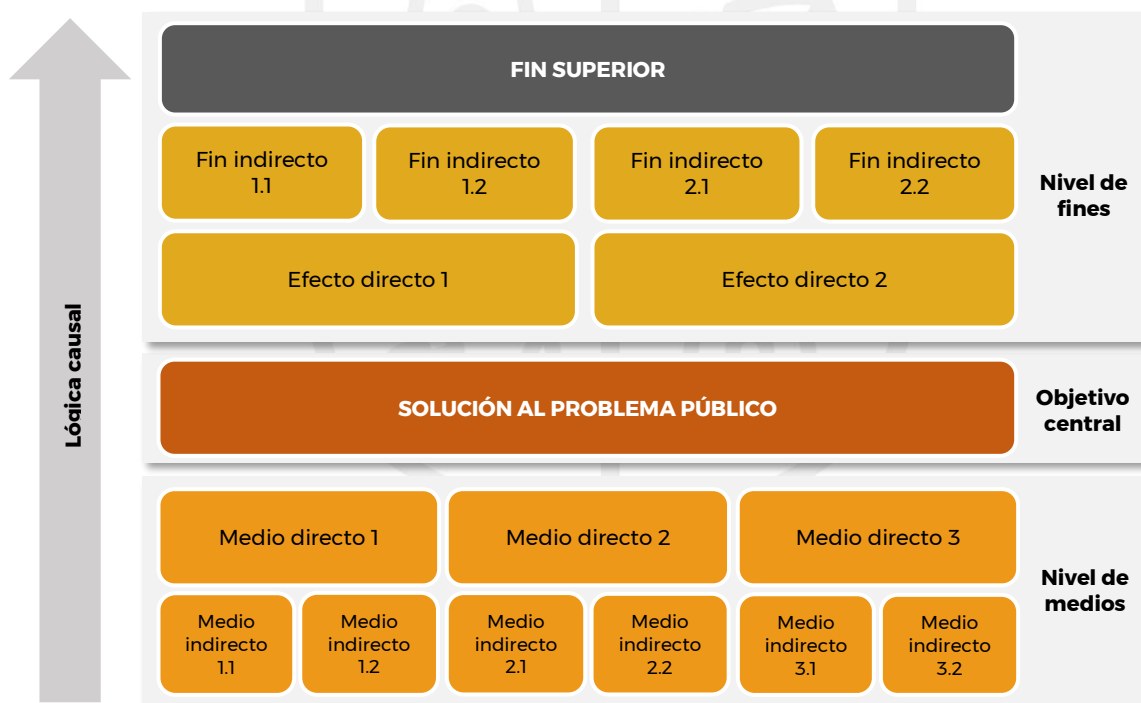 FIN SUPERIOR
Fin indirecto
1.1
Fin indirecto
1.2
Fin indirecto
2.1
Fin indirecto
2.2
Nivel de
fines
Efecto directo 1
Efecto directo 2
Lógica causal
SOLUCIÓN AL PROBLEMA PÚBLICO
Objetivo
central
Medio directo 1
Medio directo 2
Medio directo 3
Nivel de
medios
Medio
indirecto
1.1
Medio
indirecto
1.2
Medio
indirecto
2.1
Medio
indirecto
2.2
Medio
indirecto
3.1
Medio
indirecto
3.2